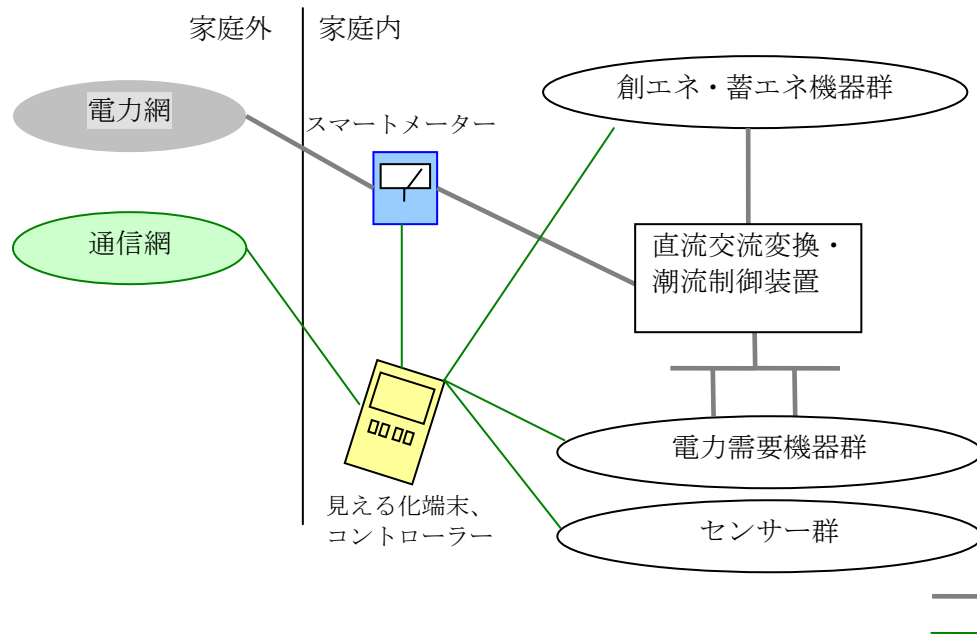 家庭外
家庭内
電力網
スマートメーター
創エネ・蓄エネ機器群
通信網
直流交流変換・
潮流制御装置
電力需要機器群
見える化端末、
コントローラー
センサー群